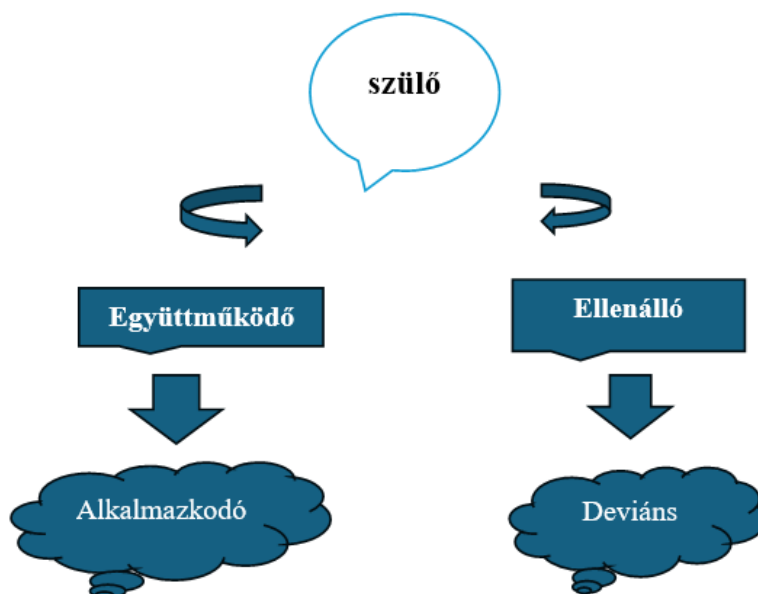 szülő
Együttműködő
Ellenálló
Alkalmazkodó
Deviáns